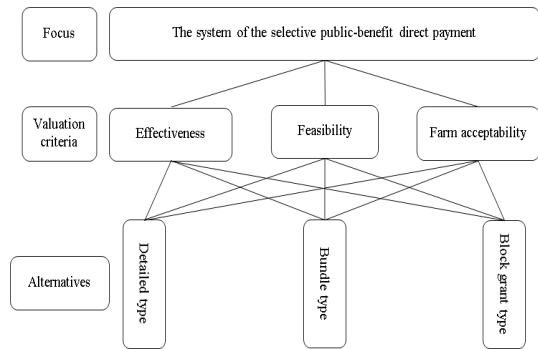 Focus
The system of the selective public-benefit direct payment
Valuation
criteria
Effectiveness
Feasibility
Farm acceptability
Alternatives
Detailed type
Bundle type
Block grant type